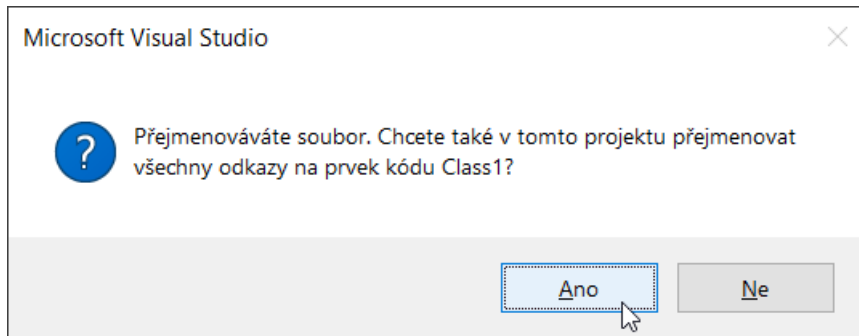 Microsoft Visual Studio
Přejmenováváte soubor. Chcete také v tomto projektu přejmenovat
všechny odkazy na prvek kódu Class1?
Ano
Ne